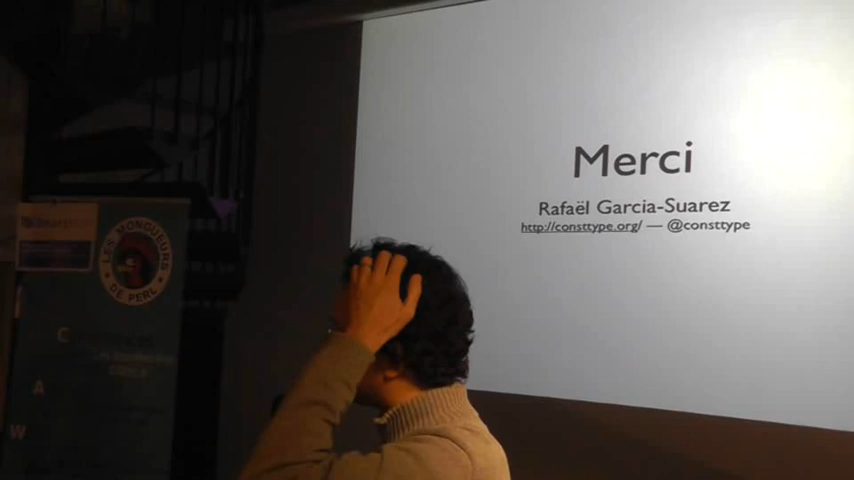 Merci
Rafaël Garcia-Suarez
http://consttype.org/ — @consttype
LES MONGUEURS
DE PERL
C
A
W